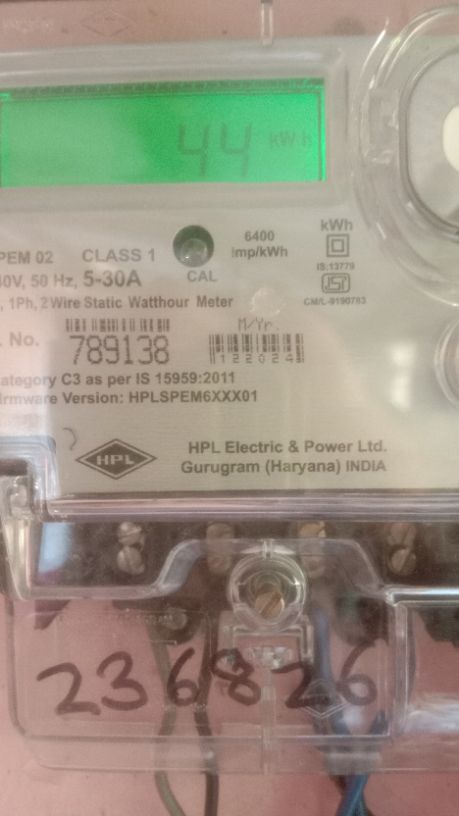 44 kWh
PEM 02 CLASS 1
6400 imp/kWh
kWh
IS:13779
40V, 50 Hz, 5-30A
CAL
CM/L-9190783
, 1Ph, 2 Wire Static Watthour Meter
M/Yr.
. No. 789138
122024
ategory C3 as per IS 15959:2011
irmware Version: HPLSPEM6XXX01
HPL
HPL Electric & Power Ltd.
Gurugram (Haryana) INDIA
236826